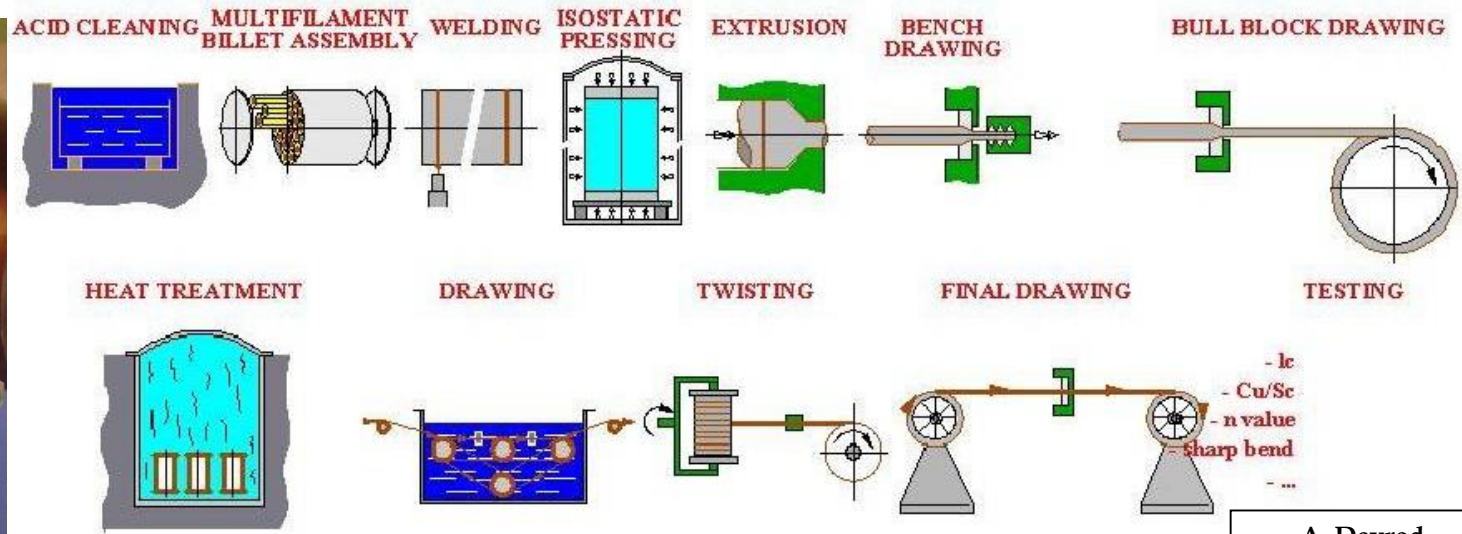 ACID CLEANING
MULTIFILAMENT
BILLET ASSEMBLY
WELDING
ISOSTATIC
PRESSING
EXTRUSION
BENCH
DRAWING
BULL BLOCK DRAWING
HEAT TREATMENT
DRAWING
TWISTING
FINAL DRAWING
TESTING
- Ic
- Cu/Sc
- n value
- sharp bend
- ...
A. Devred